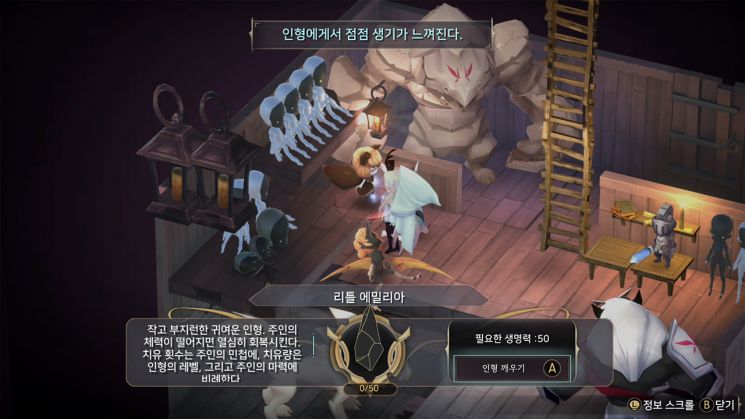 인형에게서 점점 생기가 느껴진다.
리틀 에밀리아
작고 부지런한 귀여운 인형. 주인의
체력이 떨어지면 열심히 회복시킨다.
치유 횟수는 주인의 민첩에, 치유량은
인형의 레벨, 그리고 주인의 마력에
비례한다
0/50
필요한 생명력 :50
인형 깨우기 A
L 정보 스크롤 B 닫기